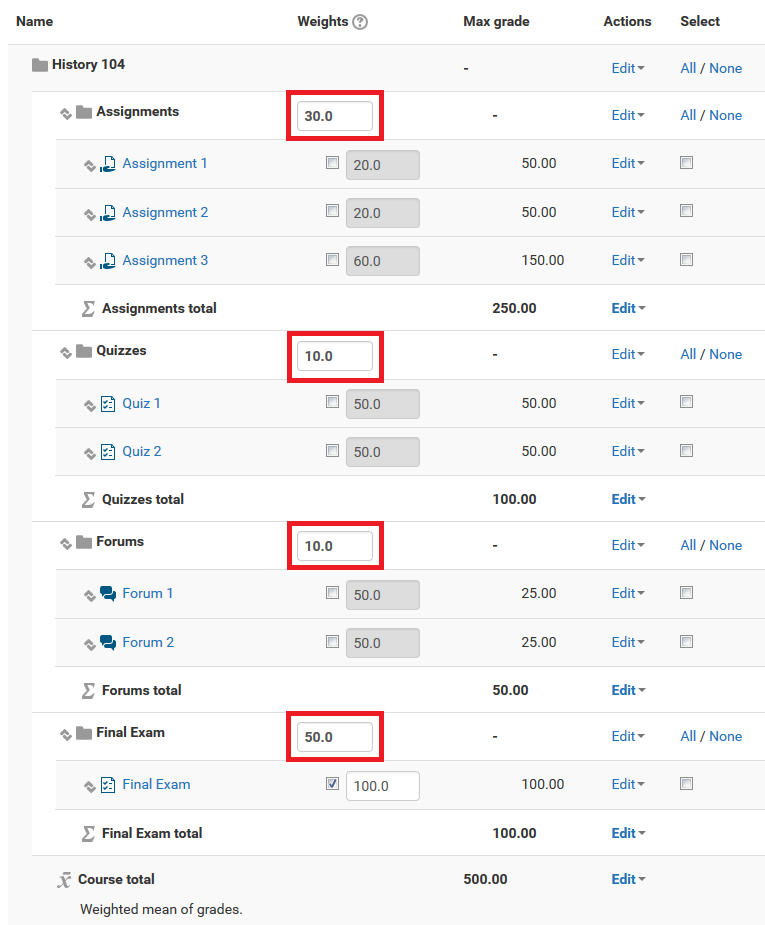 Name Weights ? Max grade Actions Select
History 104 - Edit All / None
Assignments 30.0 - Edit All / None
Assignment 1 20.0 50.00 Edit
Assignment 2 20.0 50.00 Edit
Assignment 3 60.0 150.00 Edit
Σ Assignments total 250.00 Edit
Quizzes 10.0 - Edit All / None
Quiz 1 50.0 50.00 Edit
Quiz 2 50.0 50.00 Edit
Σ Quizzes total 100.00 Edit
Forums 10.0 - Edit All / None
Forum 1 50.0 25.00 Edit
Forum 2 50.0 25.00 Edit
Σ Forums total 50.00 Edit
Final Exam 50.0 - Edit All / None
Final Exam 100.0 100.00 Edit
Σ Final Exam total 100.00 Edit
x̄ Course total 500.00 Edit
Weighted mean of grades.